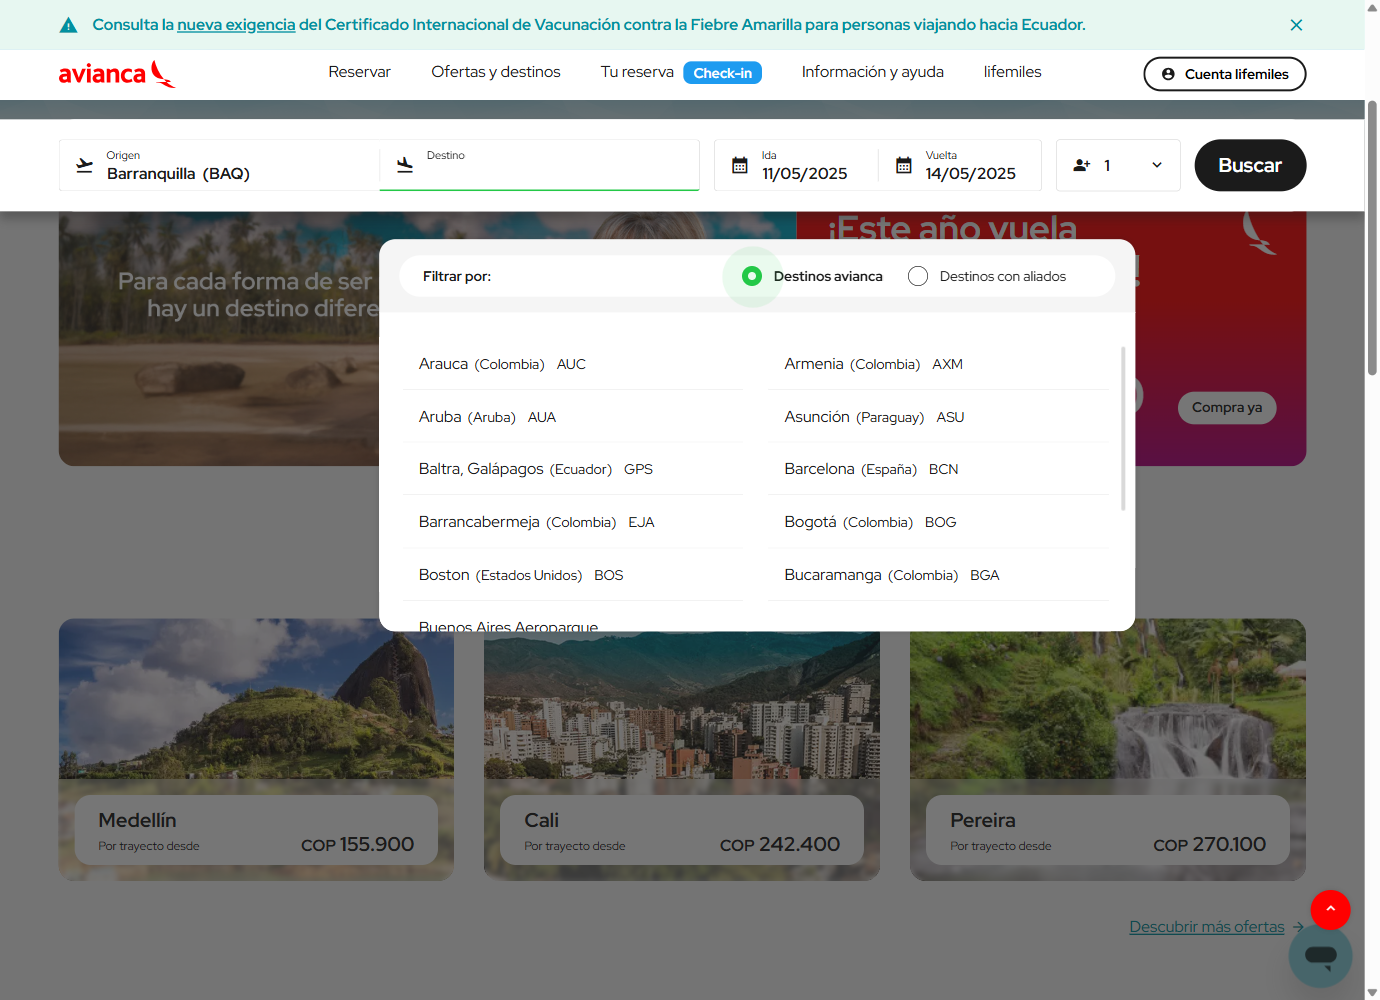 Consulta la nueva exigencia del Certificado Internacional de Vacunación contra la Fiebre Amarilla para personas viajando hacia Ecuador.
avianca
Reservar
Ofertas y destinos
Tu reserva
Check-in
Información y ayuda
lifemiles
Cuenta lifemiles
Origen
Barranquilla (BAQ)
Destino
Ida
11/05/2025
Vuelta
14/05/2025
1
Buscar
Para cada forma de ser
hay un destino difere
¡Este año vuela
!
Compra ya
Filtrar por:
Destinos avianca
Destinos con aliados
Arauca (Colombia) AUC
Armenia (Colombia) AXM
Aruba (Aruba) AUA
Asunción (Paraguay) ASU
Baltra, Galápagos (Ecuador) GPS
Barcelona (España) BCN
Barrancabermeja (Colombia) EJA
Bogotá (Colombia) BOG
Boston (Estados Unidos) BOS
Bucaramanga (Colombia) BGA
Buenos Aires Aeroparque
Medellín
Por trayecto desde
COP 155.900
Cali
Por trayecto desde
COP 242.400
Pereira
Por trayecto desde
COP 270.100
Descubrir más ofertas